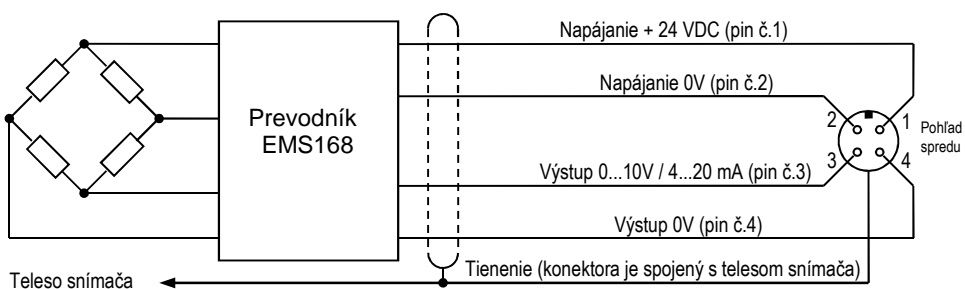 Napájanie + 24 VDC (pin č.1)
Napájanie 0V (pin č.2)
Prevodník
EMS168
2
1
Pohľad
spredu
3
4
Výstup 0...10V / 4...20 mA (pin č.3)
Výstup 0V (pin č.4)
Tienenie (konektora je spojený s telesom snímača)
Teleso snímača